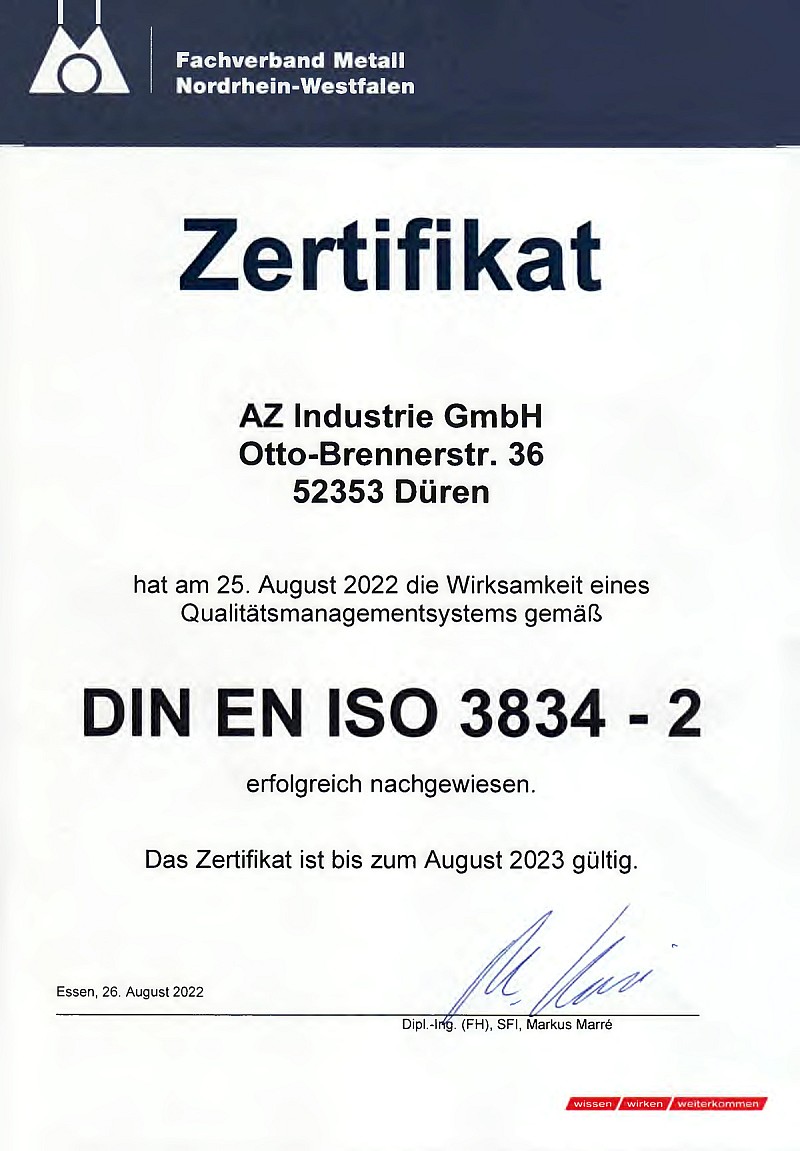 Fachverband Metall
Nordrhein-Westfalen
Zertifikat
AZ Industrie GmbH
Otto-Brennerstr. 36
52353 Düren
hat am 25. August 2022 die Wirksamkeit eines
Qualitätsmanagementsystems gemäß
DIN EN ISO 3834 - 2
erfolgreich nachgewiesen.
Das Zertifikat ist bis zum August 2023 gültig.
Essen, 26. August 2022
Dipl.-Ing. (FH), SFI, Markus Marré
wissen / wirken / weiterkommen